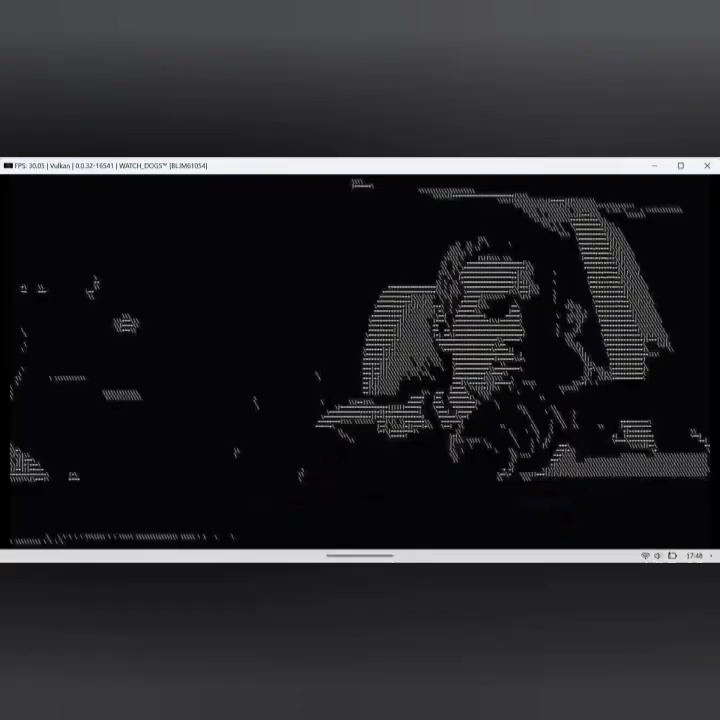 FPS: 30.05 | Vulkan | 0.0.32-16541 | WATCH_DOGS™ [BLJM61054]
17:48